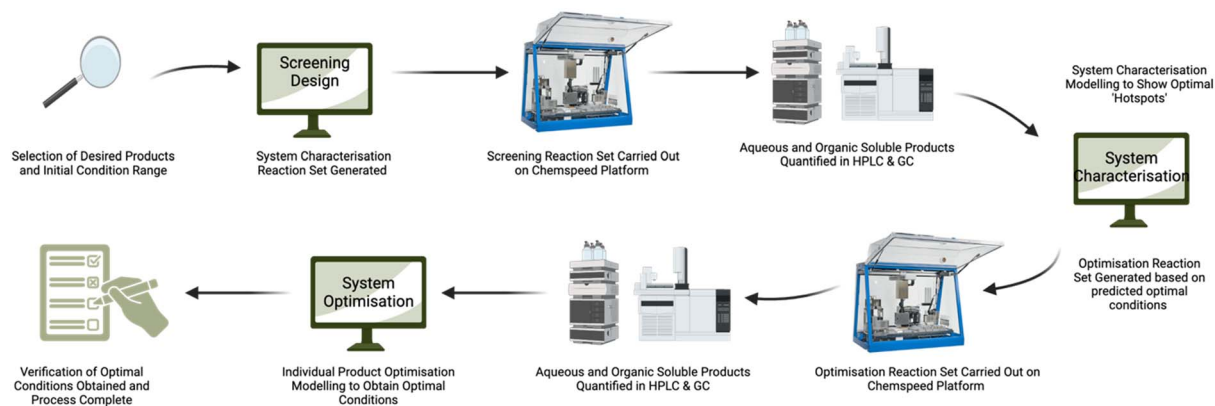 Screening
Design
Selection of Desired Products
and Initial Condition Range
System Characterisation
Reaction Set Generated
Screening Reaction Set Carried Out
on Chemspeed Platform
Aqueous and Organic Soluble Products
Quantified in HPLC & GC
System Characterisation
Modelling to Show Optimal
'Hotspots'
System
Characterisation
Optimisation Reaction
Set Generated based on
predicted optimal
conditions
Optimisation Reaction Set Carried Out on
Chemspeed Platform
Aqueous and Organic Soluble Products
Quantified in HPLC & GC
System
Optimisation
Individual Product Optimisation
Modelling to Obtain Optimal
Conditions
Verification of Optimal
Conditions Obtained and
Process Complete